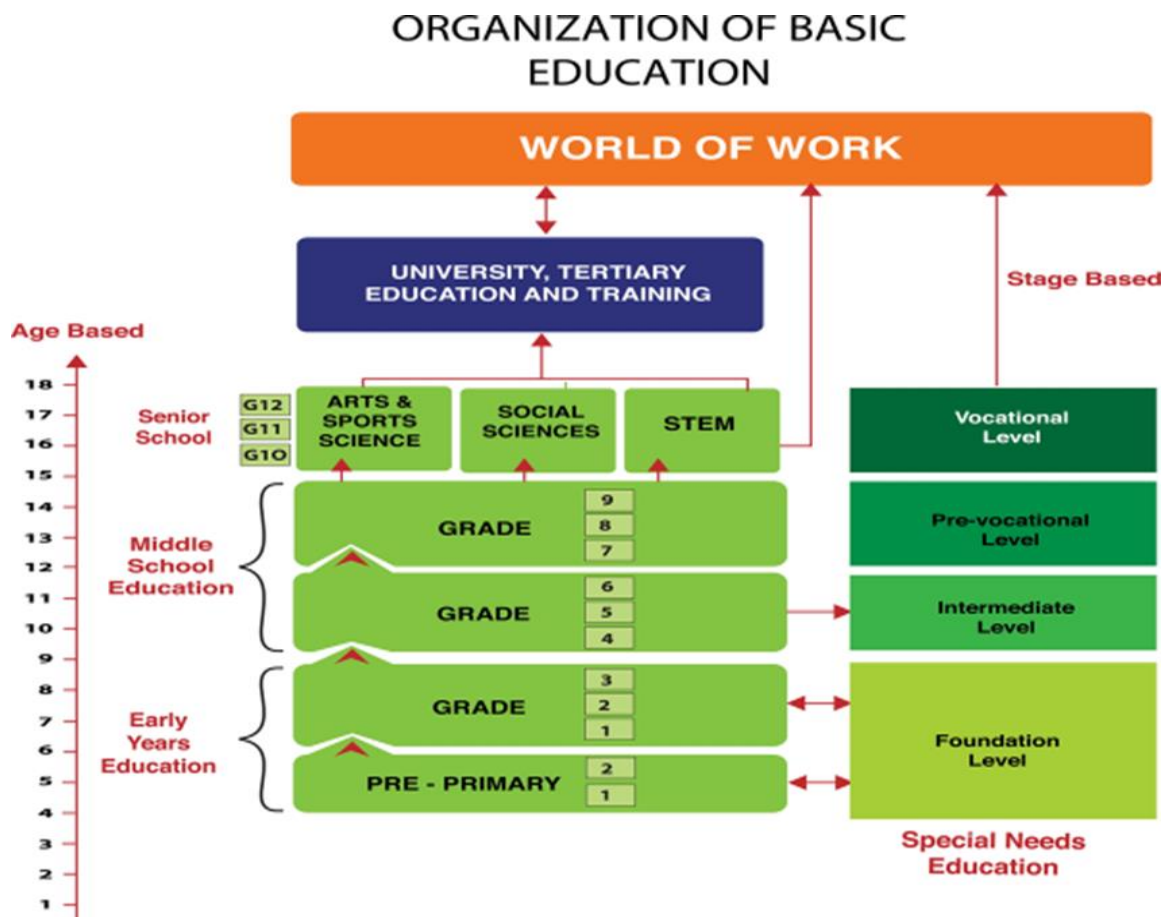 ORGANIZATION OF BASIC
EDUCATION
WORLD OF WORK
UNIVERSITY, TERTIARY
EDUCATION AND TRAINING
Stage Based
Age Based
18
17
16
15
14
13
12
11
10
9
8
7
6
5
4
3
2
1
Senior
School
G12
G11
G10
ARTS &
SPORTS
SCIENCE
SOCIAL
SCIENCES
STEM
Vocational
Level
Middle
School
Education
GRADE
9
8
7
Pre-vocational
Level
GRADE
6
5
4
Intermediate
Level
Early
Years
Education
GRADE
3
2
1
PRE - PRIMARY
2
1
Foundation
Level
Special Needs
Education